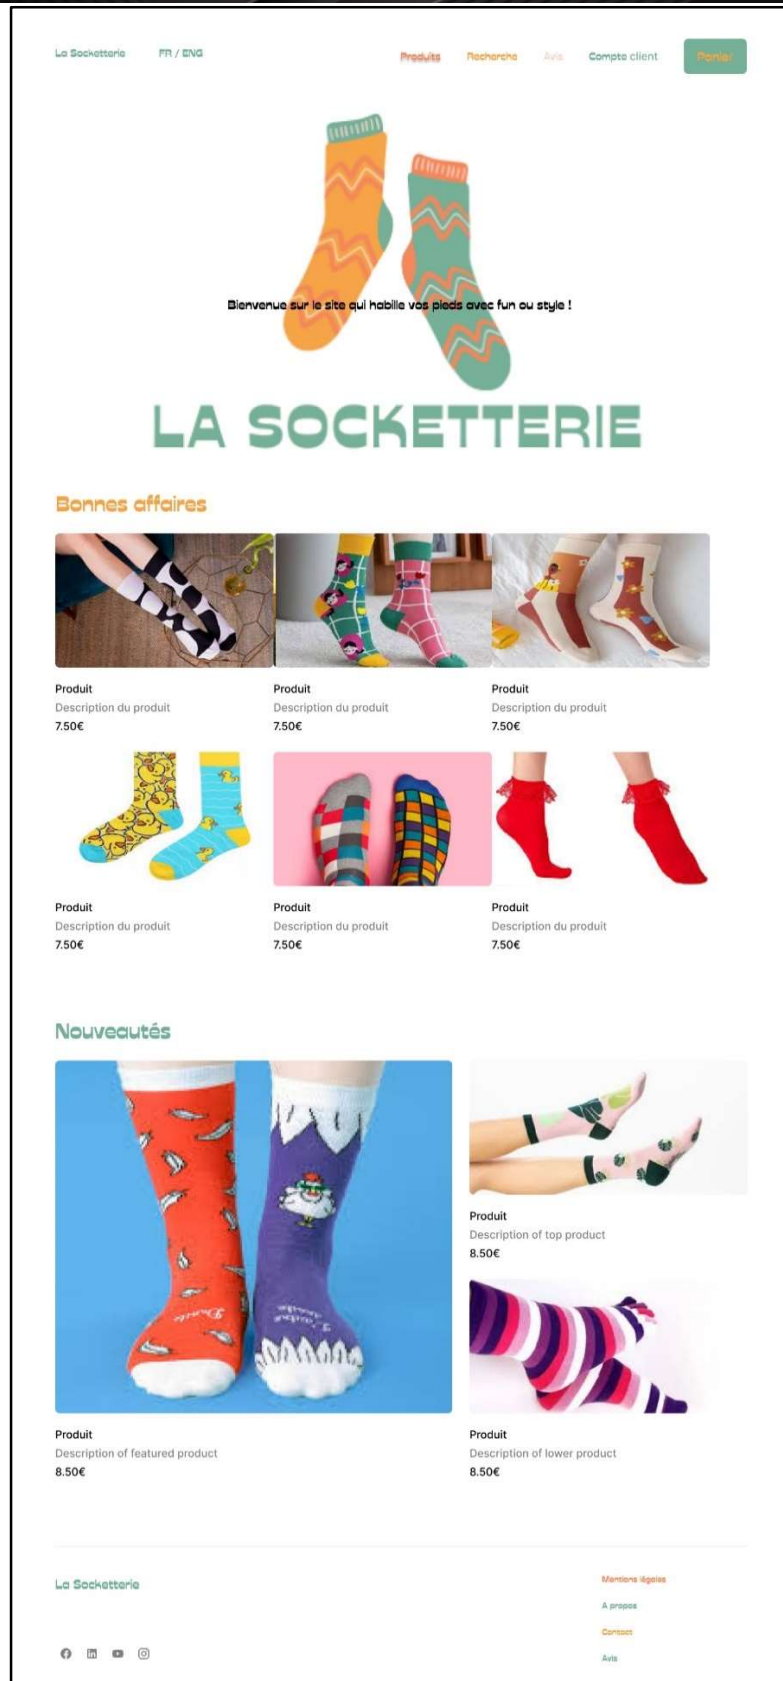 La Socketterie FR / ENG Produits Recherche Avis Compte client Panier
Bienvenue sur le site qui habille vos pieds avec fun ou style !
LA SOCKETTERIE
Bonnes affaires
Produit Produit Produit
Description du produit Description du produit Description du produit
7.50€ 7.50€ 7.50€
Produit Produit Produit
Description du produit Description du produit Description du produit
7.50€ 7.50€ 7.50€
Nouveautés
Produit
Description of top product
8.50€
Droite
L'autre droite
Produit Produit
Description of featured product Description of lower product
8.50€ 8.50€
La Socketterie
Mentions légales
A propos
Contact
Avis